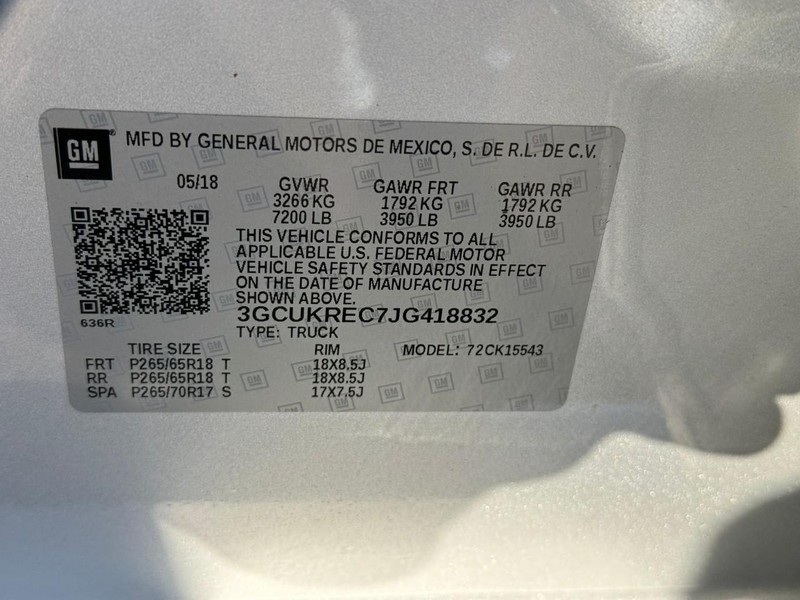 GM MFD BY GENERAL MOTORS DE MEXICO, S. DE R.L. DE C.V.
05/18 GVWR GAWR FRT GAWR RR
3266 KG 1792 KG 1792 KG
7200 LB 3950 LB 3950 LB
THIS VEHICLE CONFORMS TO ALL
APPLICABLE U.S. FEDERAL MOTOR
VEHICLE SAFETY STANDARDS IN EFFECT
ON THE DATE OF MANUFACTURE
SHOWN ABOVE.
636R
3GCUKREC7JG418832
TYPE: TRUCK
TIRE SIZE RIM MODEL: 72CK15543
FRT P265/65R18 T 18X8.5J
RR P265/65R18 T 18X8.5J
SPA P265/70R17 S 17X7.5J